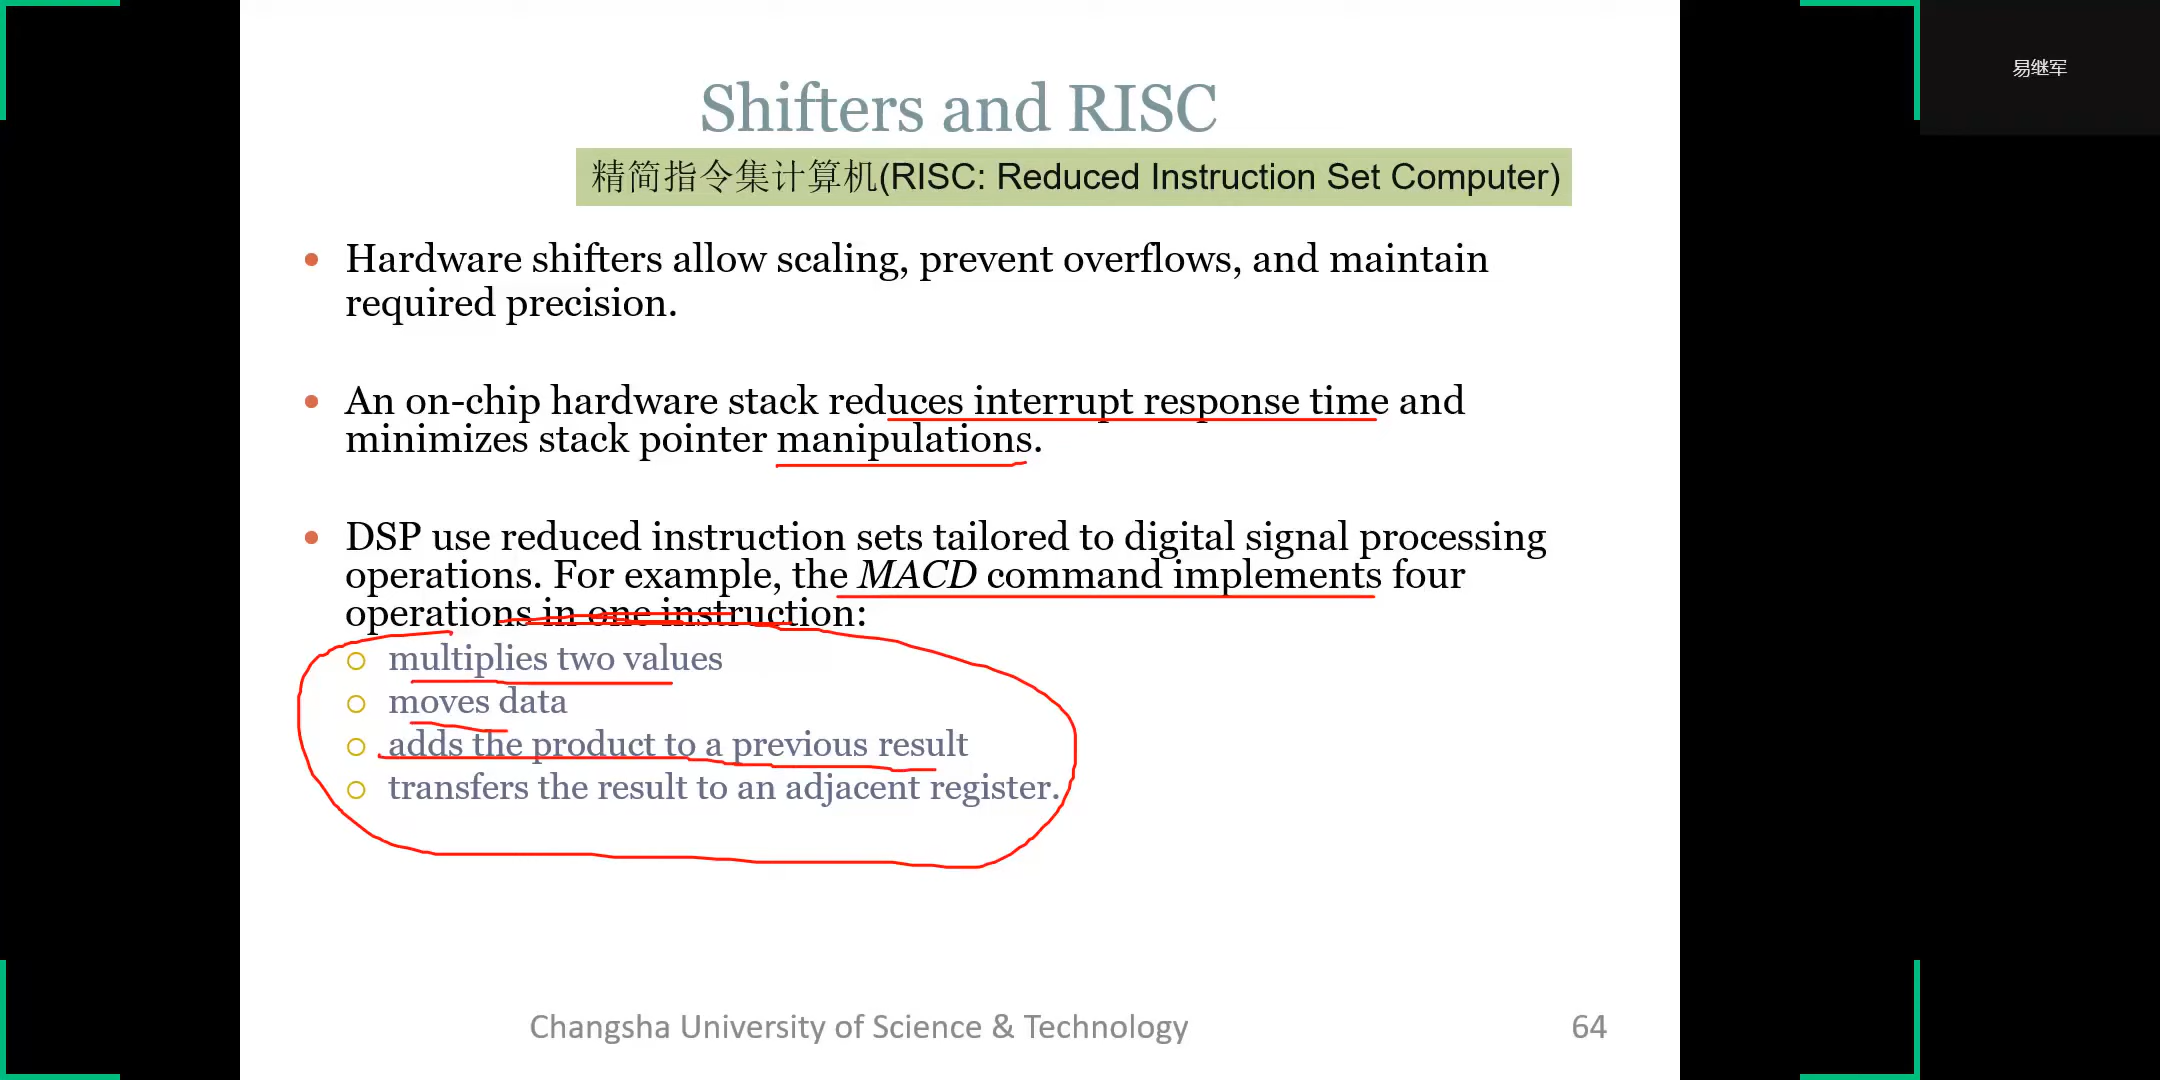 Shifters and RISC
易继军
精简指令集计算机(RISC: Reduced Instruction Set Computer)
Hardware shifters allow scaling, prevent overflows, and maintain
required precision.
An on-chip hardware stack reduces interrupt response time and
minimizes stack pointer manipulations.
DSP use reduced instruction sets tailored to digital signal processing
operations. For example, the MACD command implements four
operations in one instruction:
multiplies two values
moves data
adds the product to a previous result
transfers the result to an adjacent register.
Changsha University of Science & Technology
64